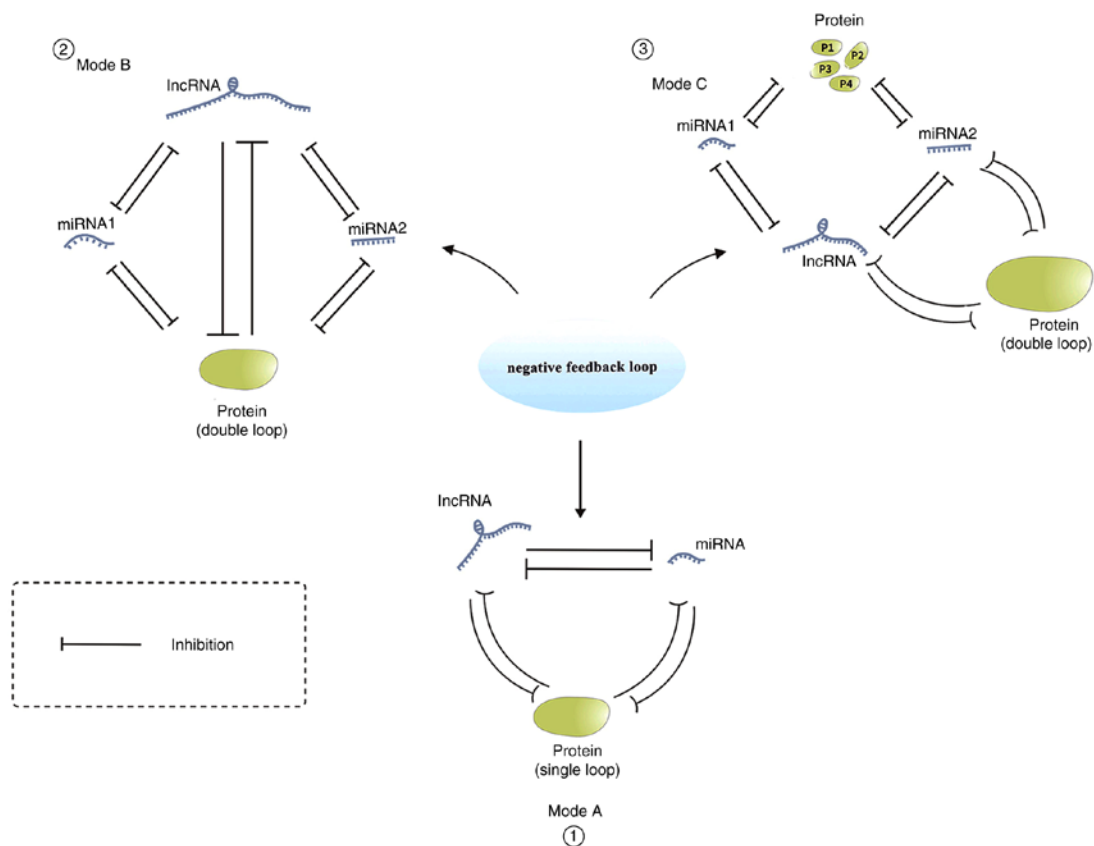 ②
Mode B
lncRNA
miRNA1
miRNA2
Protein
(double loop)
③
Mode C
Protein
P1
P2
P3
P4
miRNA1
miRNA2
lncRNA
Protein
(double loop)
negative feedback loop
lncRNA
miRNA
Protein
(single loop)
Mode A
①
Inhibition